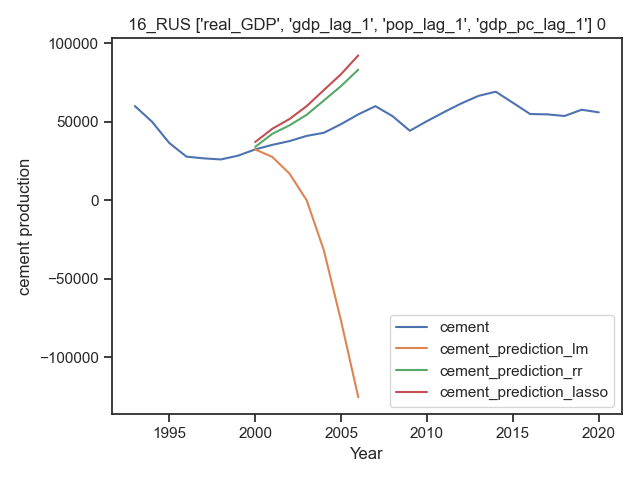 16_RUS ['real_GDP', 'gdp_lag_1', 'pop_lag_1', 'gdp_pc_lag_1'] 0
100000
50000
0
−50000
−100000
cement production
cement
cement_prediction_lm
cement_prediction_rr
cement_prediction_lasso
1995
2000
2005
2010
2015
2020
Year